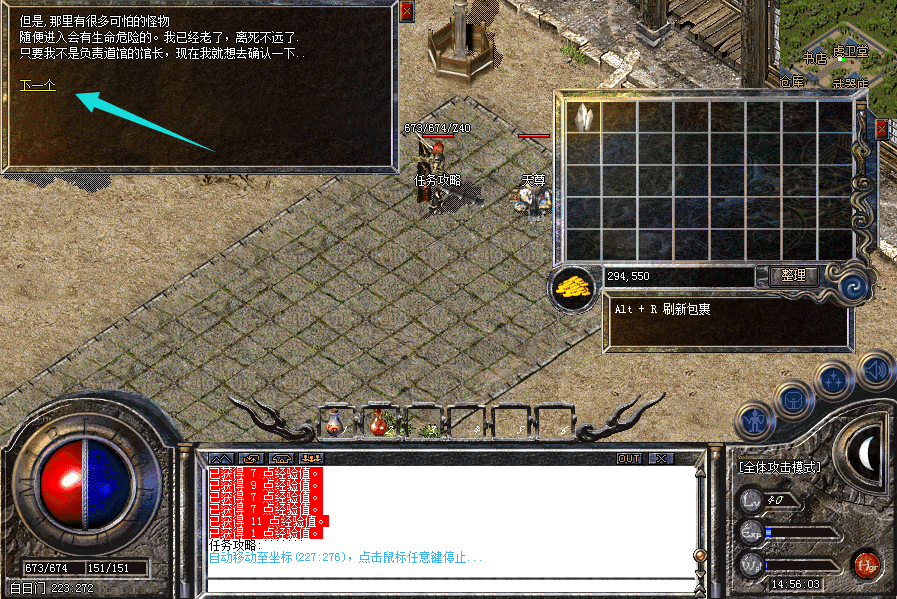 但是,那里有很多可怕的怪物
随便进入会有生命危险的。我已经老了，离死不远了.
只要我不是负责道馆的馆长，现在我就想去确认一下..
下一个
书店
虎卫堂
仓库
武器店
673/674/Z40
任务攻略
天尊
294,550
整理
Alt + R 刷新包裹
OUT
已获得 7 点经验值。
已获得 9 点经验值。
已获得 7 点经验值。
已获得 7 点经验值。
已获得 11 点经验值。
已获得 1 点经验值。
任务攻略:
自动移动至坐标(227:276)，点击鼠标任意键停止...
673/674
151/151
白日门 223:272
[全体攻击模式]
40
14:56:03